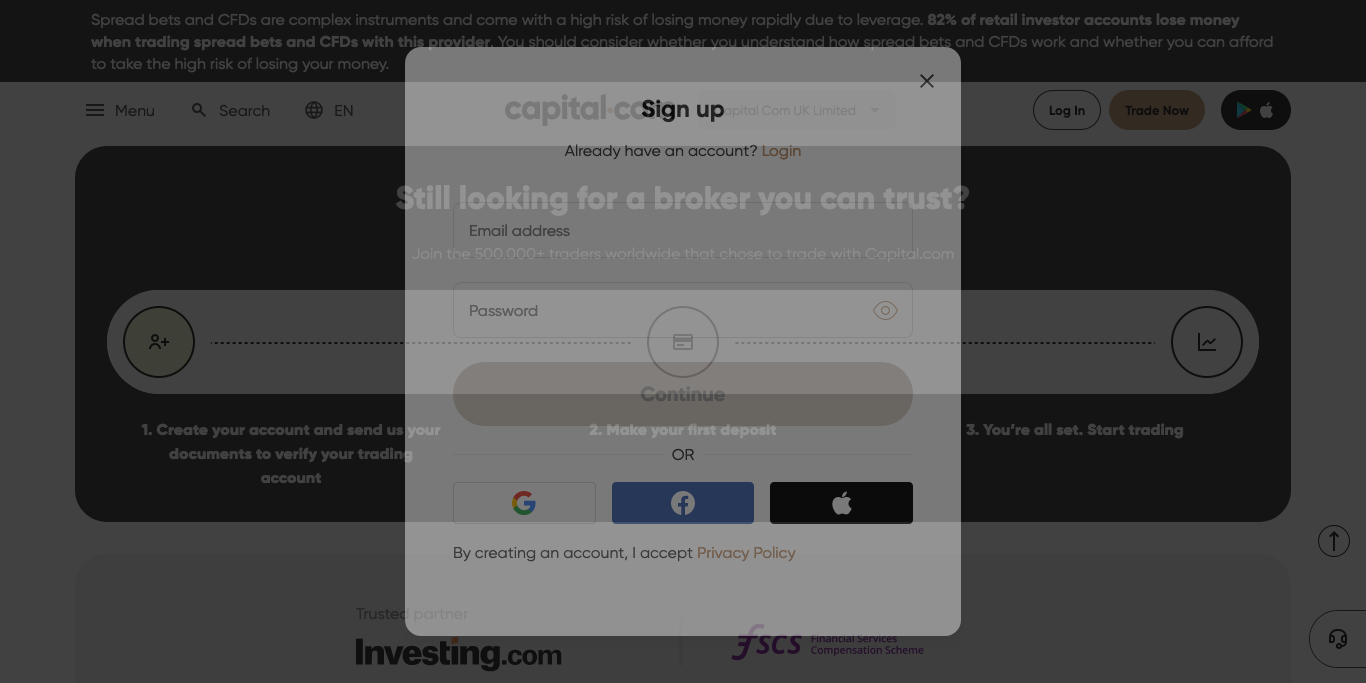 Spread bets and CFDs are complex instruments and come with a high risk of losing money rapidly due to leverage. 82% of retail investor accounts lose money
when trading spread bets and CFDs with this provider. You should consider whether you understand how spread bets and CFDs work and whether you can afford
to take the high risk of losing your money.
Menu
Search
EN
capital.co
Capital Com UK Limited
Log In
Trade Now
Sign up
Already have an account? Login
Still looking for a broker you can trust?
Email address
Join the 500.000+ traders worldwide that chose to trade with Capital.com
Password
Continue
1. Create your account and send us your
documents to verify your trading
account
2. Make your first deposit
3. You’re all set. Start trading
OR
By creating an account, I accept Privacy Policy
Trusted partner
Investing.com
fscs
Financial Services
Compensation Scheme